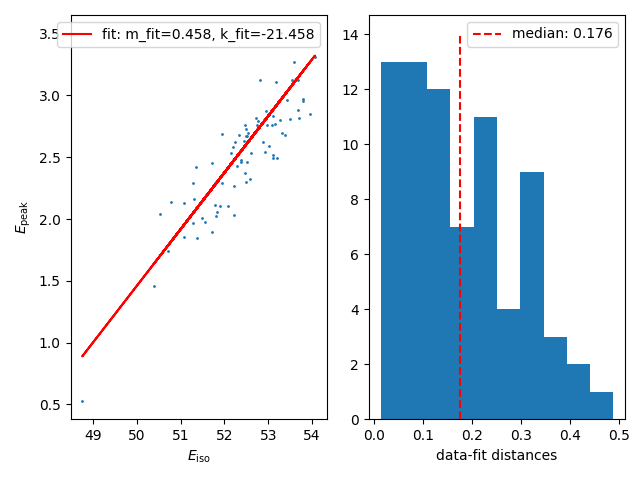 3.5
3.0
2.5
2.0
1.5
1.0
0.5
E_peak
fit: m_fit=0.458, k_fit=-21.458
49 50 51 52 53 54
E_iso
14
12
10
8
6
4
2
0
median: 0.176
0.0 0.1 0.2 0.3 0.4 0.5
data-fit distances